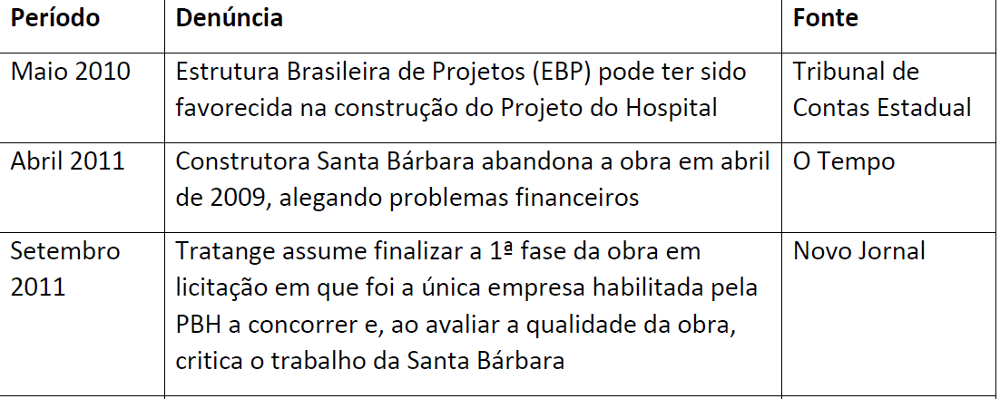 Período Denúncia Fonte
Maio 2010 Estrutura Brasileira de Projetos (EBP) pode ter sido Tribunal de
favorecida na construção do Projeto do Hospital Contas Estadual
Abril 2011 Construtora Santa Bárbara abandona a obra em abril O Tempo
de 2009, alegando problemas financeiros
Setembro Tratange assume finalizar a 1ª fase da obra em Novo Jornal
2011 licitação em que foi a única empresa habilitada pela
PBH a concorrer e, ao avaliar a qualidade da obra,
critica o trabalho da Santa Bárbara